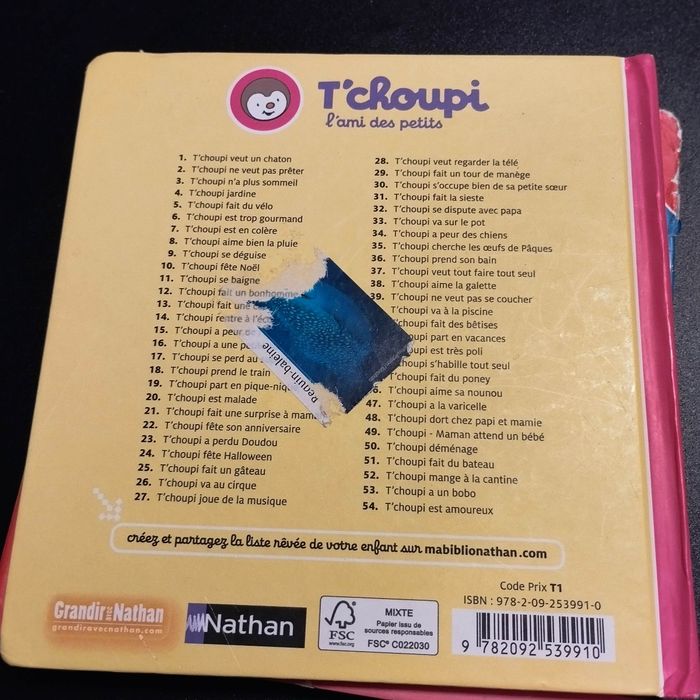 T'choupi
l'ami des petits
1. T'choupi veut un chaton
2. T'choupi ne veut pas prêter
3. T'choupi n'a plus sommeil
4. T'choupi jardine
5. T'choupi fait du vélo
6. T'choupi est trop gourmand
7. T'choupi est en colère
8. T'choupi aime bien la pluie
9. T'choupi se déguise
10. T'choupi fête Noël
11. T'choupi se baigne
12. T'choupi fait un bonhomme
13. T'choupi fait une
14. T'choupi rentre à
15. T'choupi a peur
16. T'choupi a une
17. T'choupi se perd au
18. T'choupi prend le train
19. T'choupi part en
20. T'choupi est malade
21. T'choupi fait une surprise à
22. T'choupi fête son anniversaire
23. T'choupi a perdu Doudou
24. T'choupi fête Halloween
25. T'choupi fait un gâteau
26. T'choupi va au cirque
27. T'choupi joue de la musique
28. T'choupi veut regarder la télé
29. T'choupi fait un tour de manège
30. T'choupi s'occupe bien de sa petite sœur
31. T'choupi fait la sieste
32. T'choupi se dispute avec papa
33. T'choupi va sur le pot
34. T'choupi a peur des chiens
35. T'choupi cherche les œufs de Pâques
36. T'choupi prend son bain
37. T'choupi veut tout faire tout seul
38. T'choupi aime la galette
39. T'choupi ne veut pas se coucher
T'choupi va à la piscine
fait des bêtises
part en vacances
est très poli
s'habille tout seul
fait du poney
T'choupi aime sa nounou
47. T'choupi a la varicelle
48. T'choupi dort chez papi et mamie
49. T'choupi - Maman attend un bébé
50. T'choupi déménage
51. T'choupi fait du bateau
52. T'choupi mange à la cantine
53. T'choupi a un bobo
54. T'choupi est amoureux
Requin-baleine
créez et partagez la liste rêvée de votre enfant sur mabiblionathan.com
Code Prix T1
ISBN : 978-2-09-253991-0
Grandir avec Nathan
grandiravecnathan.com
Nathan
FSC
www.fsc.org
MIXTE
Papier issu de
sources responsables
FSC® C022030
9 782092 539910